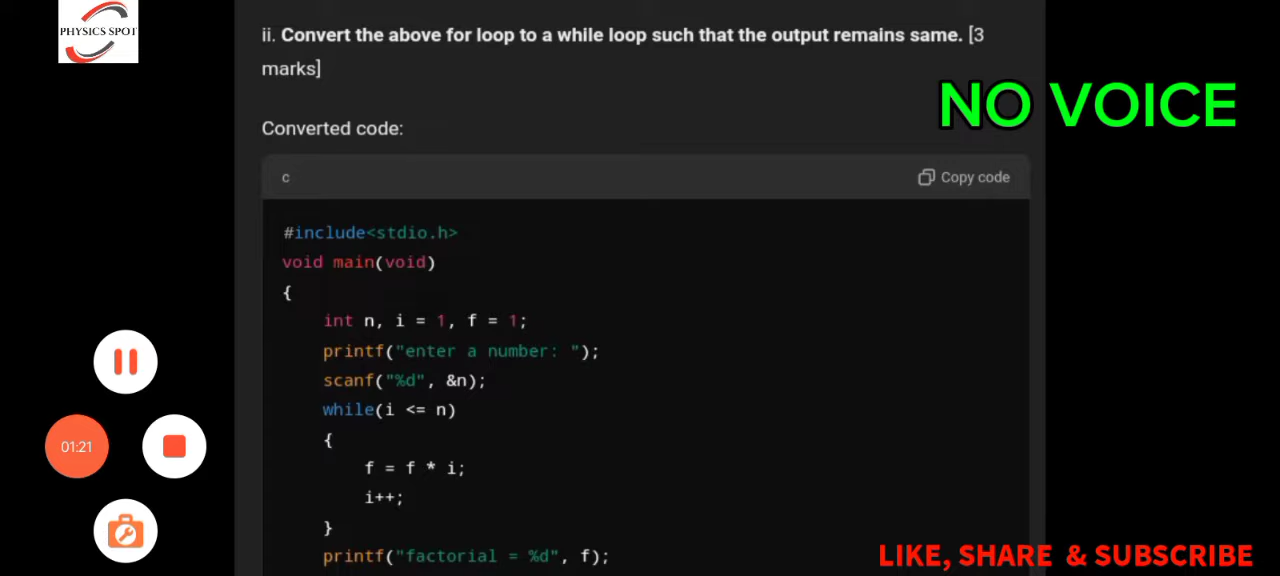 PHYSICS SPOT
ii. Convert the above for loop to a while loop such that the output remains same. [3
marks]
NO VOICE
Converted code:
c
Copy code
#include<stdio.h>
void main(void)
{
int n, i = 1, f = 1;
printf("enter a number: ");
scanf("%d", &n);
while(i <= n)
{
f = f * i;
i++;
}
printf("factorial = %d", f);
01:21
LIKE, SHARE & SUBSCRIBE